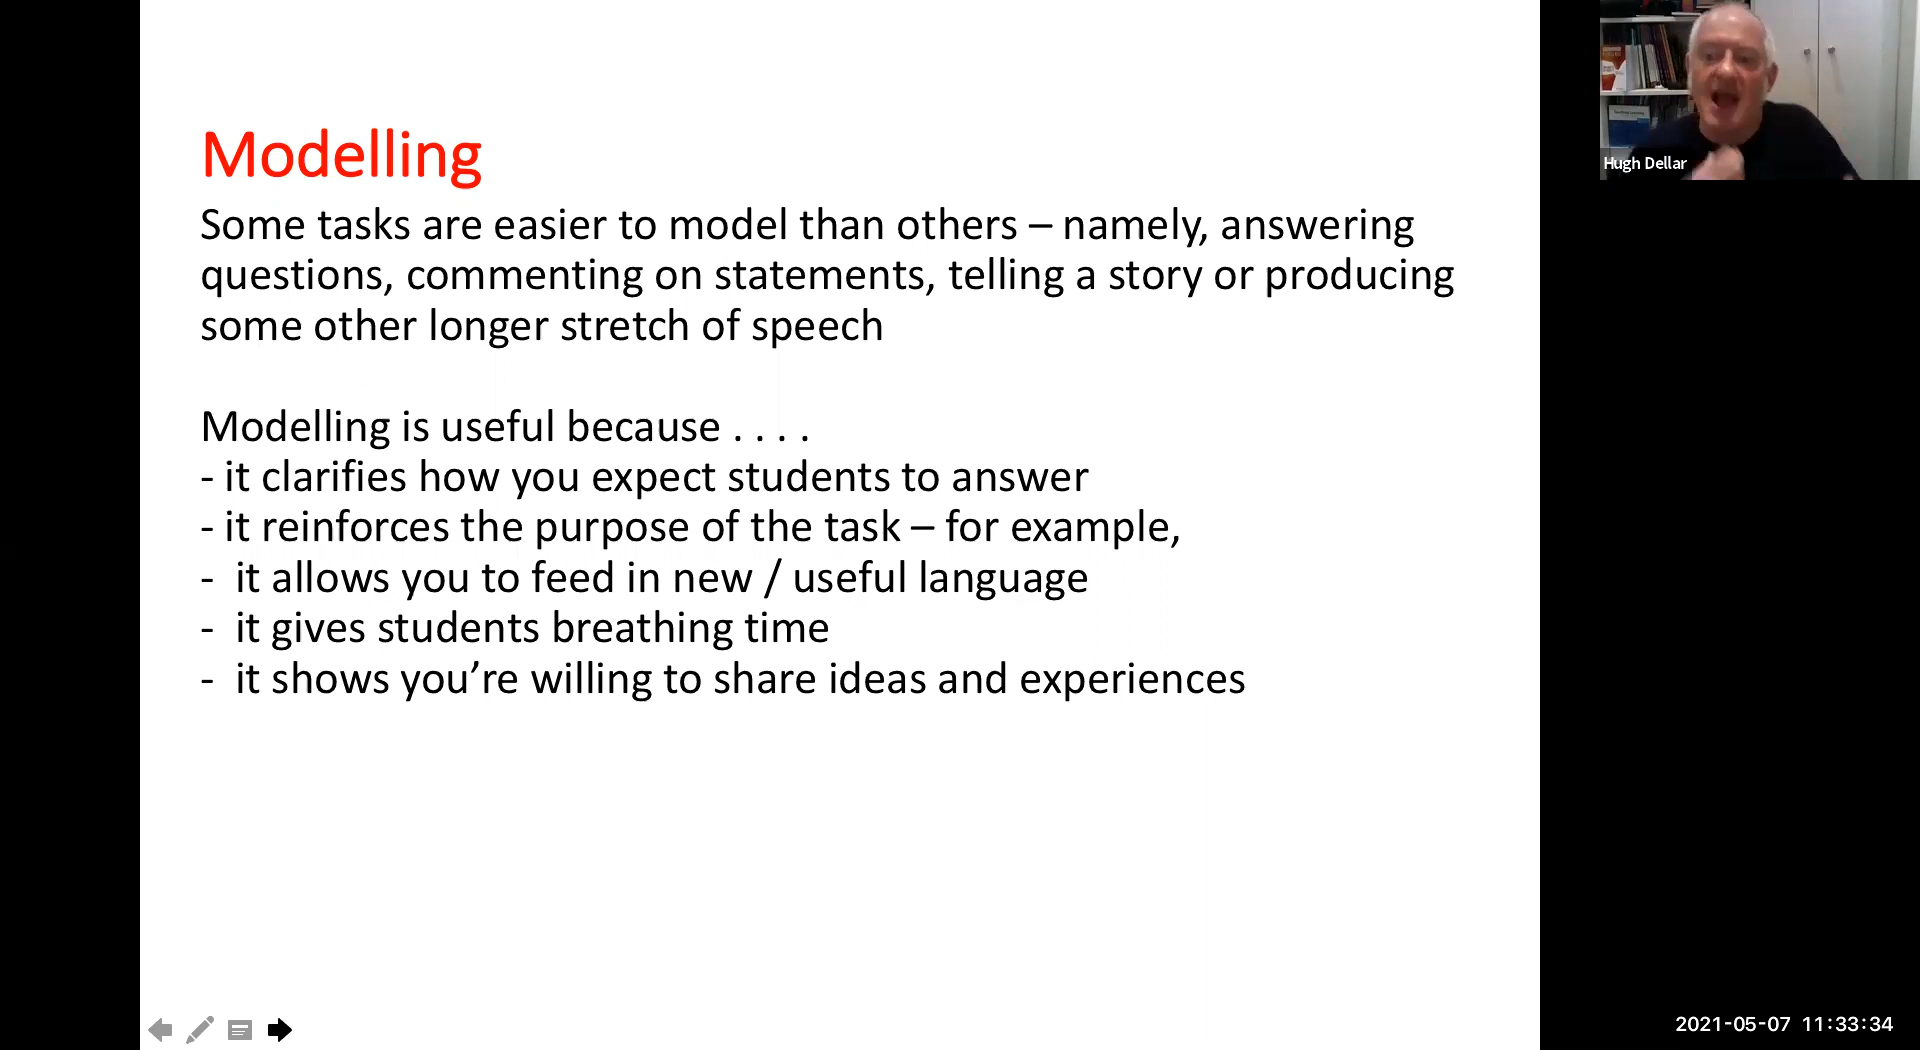 Modelling
Some tasks are easier to model than others – namely, answering
questions, commenting on statements, telling a story or producing
some other longer stretch of speech
Modelling is useful because . . . .
- it clarifies how you expect students to answer
- it reinforces the purpose of the task – for example,
- it allows you to feed in new / useful language
- it gives students breathing time
- it shows you’re willing to share ideas and experiences
Hugh Dellar
2021-05-07 11:33:34